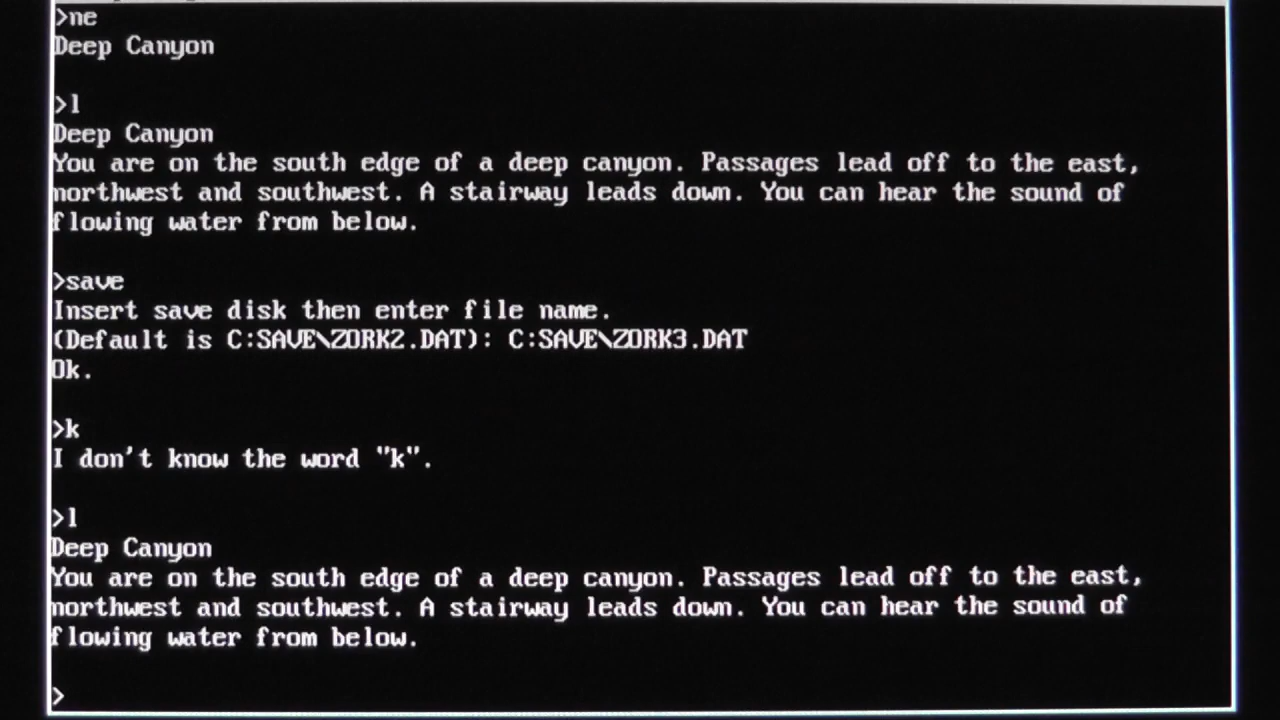 >ne
Deep Canyon
>l
Deep Canyon
You are on the south edge of a deep canyon. Passages lead off to the east,
northwest and southwest. A stairway leads down. You can hear the sound of
flowing water from below.
>save
Insert save disk then enter file name.
(Default is C:SAVE\ZORK2.DAT): C:SAVE\ZORK3.DAT
Ok.
>k
I don't know the word "k".
>l
Deep Canyon
You are on the south edge of a deep canyon. Passages lead off to the east,
northwest and southwest. A stairway leads down. You can hear the sound of
flowing water from below.
>